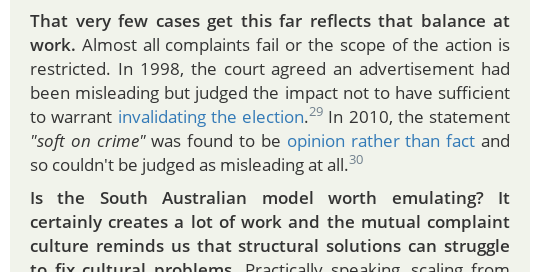 That very few cases get this far reflects that balance at
work. Almost all complaints fail or the scope of the action is
restricted. In 1998, the court agreed an advertisement had
been misleading but judged the impact not to have sufficient
to warrant invalidating the election.29 In 2010, the statement
"soft on crime" was found to be opinion rather than fact and
so couldn't be judged as misleading at all.30
Is the South Australian model worth emulating? It
certainly creates a lot of work and the mutual complaint
culture reminds us that structural solutions can struggle
to fix cultural problems. Practically speaking, scaling from